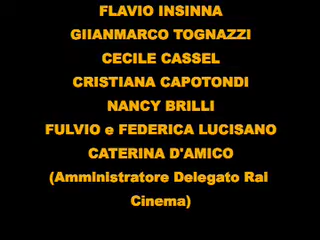 FLAVIO INSINNA
GIIANMARCO TOGNAZZI
CECILE CASSEL
CRISTIANA CAPOTONDI
NANCY BRILLI
FULVIO e FEDERICA LUCISANO
CATERINA D'AMICO
(Amministratore Delegato Rai
Cinema)